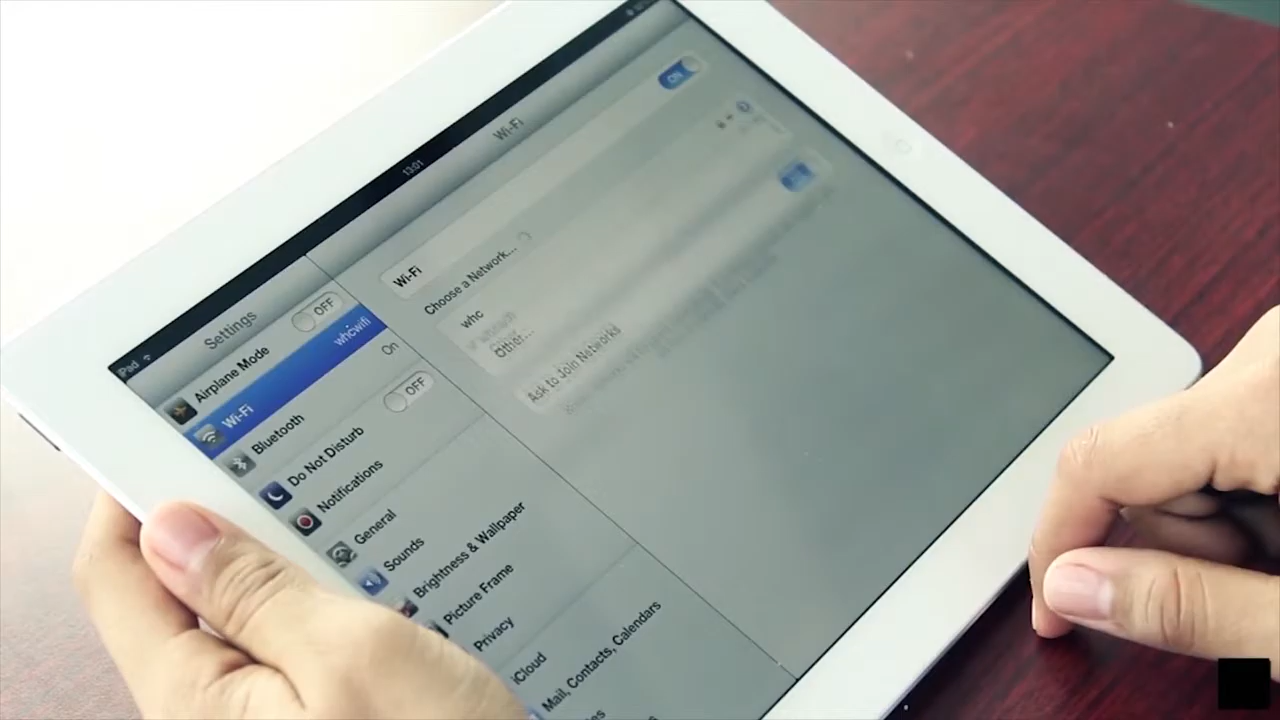 iPad
13:01
Settings
Airplane Mode OFF
Wi-Fi whcwifi
Bluetooth On
Do Not Disturb OFF
Notifications
General
Sounds
Brightness & Wallpaper
Picture Frame
Privacy
iCloud
Mail, Contacts, Calendars
Wi-Fi
Wi-Fi ON
Choose a Network...
whc
Other...
Ask to Join Networks